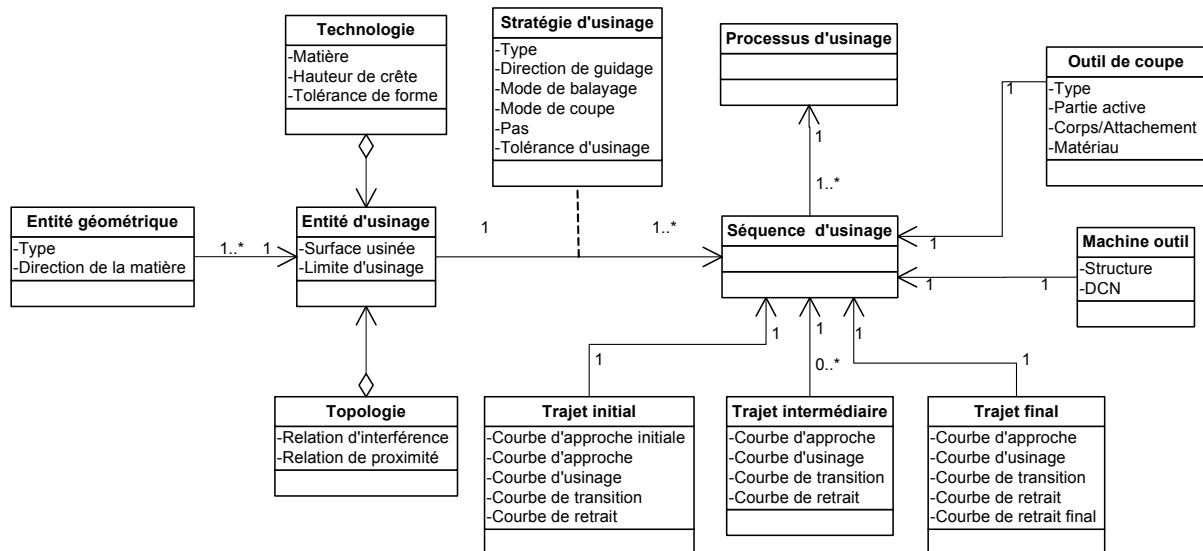 Technologie
-Matière
-Hauteur de crête
-Tolérance de forme
Stratégie d'usinage
-Type
-Direction de guidage
-Mode de balayage
-Mode de coupe
-Pas
-Tolérance d'usinage
Processus d'usinage
Outil de coupe
-Type
-Partie active
-Corps/Attachement
-Matériau
1
1
1..*
Entité géométrique
-Type
-Direction de la matière
1..*
1
Entité d'usinage
-Surface usinée
-Limite d'usinage
1
1..*
Séquence d'usinage
1
1
1
Machine outil
-Structure
-DCN
Topologie
-Relation d'interférence
-Relation de proximité
1
1
1
1
0..*
1
Trajet initial
-Courbe d'approche initiale
-Courbe d'approche
-Courbe d'usinage
-Courbe de transition
-Courbe de retrait
Trajet intermédiaire
-Courbe d'approche
-Courbe d'usinage
-Courbe de transition
-Courbe de retrait
Trajet final
-Courbe d'approche
-Courbe d'usinage
-Courbe de transition
-Courbe de retrait
-Courbe de retrait final